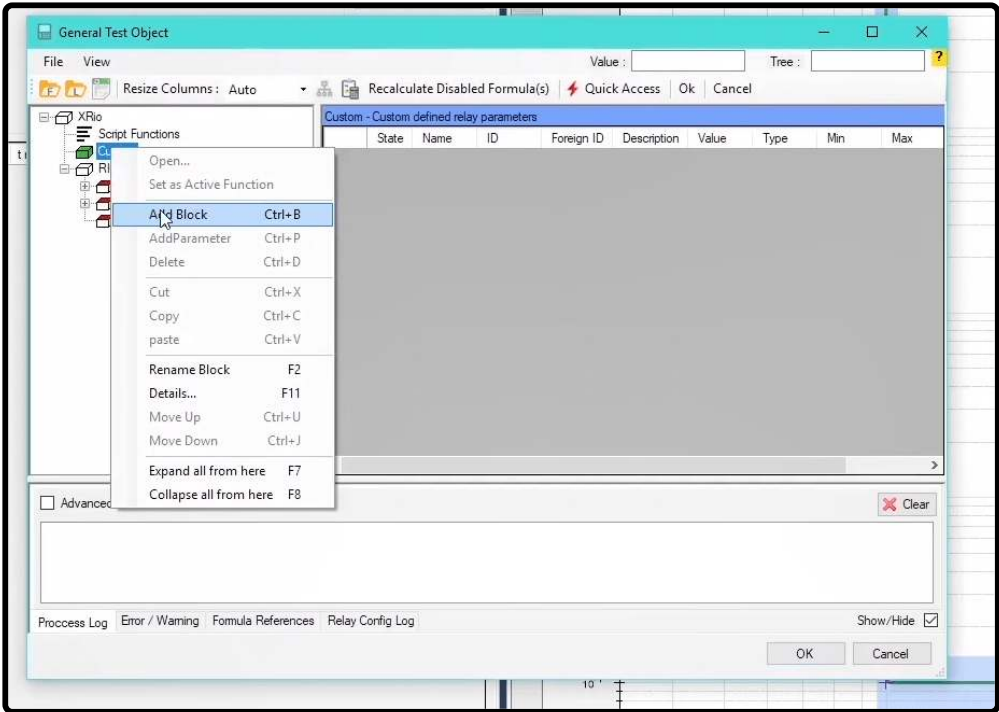 General Test Object
File View Value : Tree : ?
Resize Columns : Auto Recalculate Disabled Formula(s) Quick Access Ok Cancel
XRio
Script Functions
Custom - Custom defined relay parameters
State Name ID Foreign ID Description Value Type Min Max
Open...
Set as Active Function
Add Block Ctrl+B
AddParameter Ctrl+P
Delete Ctrl+D
Cut Ctrl+X
Copy Ctrl+C
paste Ctrl+V
Rename Block F2
Details... F11
Move Up Ctrl+U
Move Down Ctrl+J
Expand all from here F7
Collapse all from here F8
Advanced
Clear
Proccess Log Error / Warning Formula References Relay Config Log Show/Hide
OK Cancel